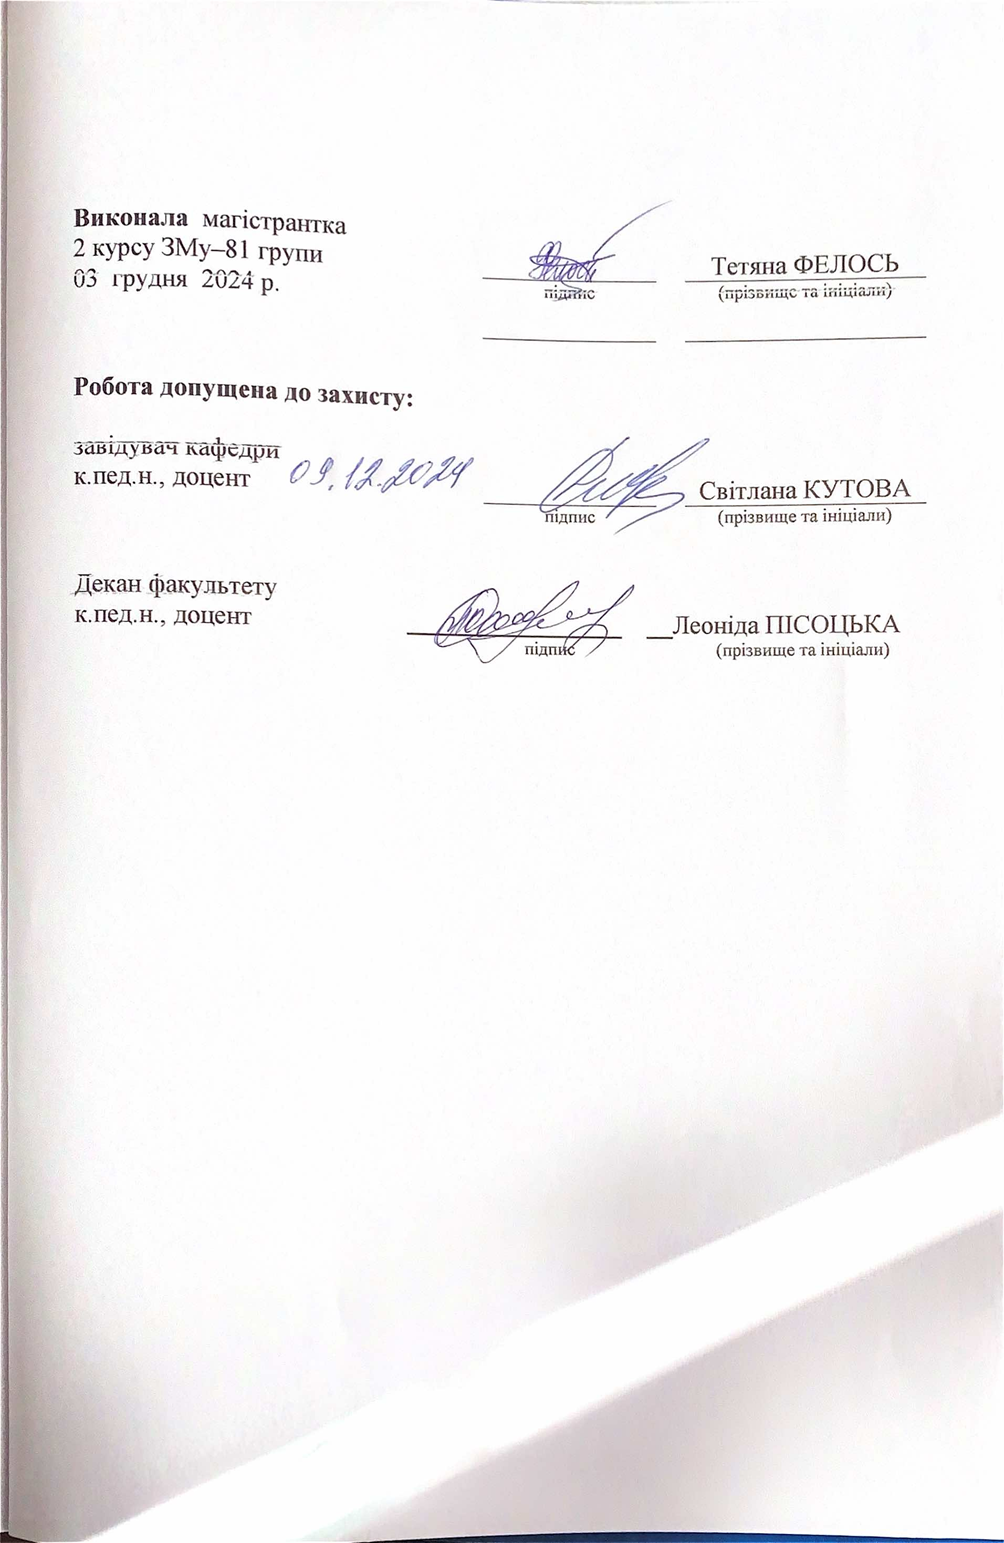 Виконала магістрантка
2 курсу ЗМу–81 групи
03 грудня 2024 р.
Тетяна ФЕЛОСЬ
підпис (прізвище та ініціали)
Робота допущена до захисту:
завідувач кафедри
к.пед.н., доцент 09.12.2024
Світлана КУТОВА
підпис (прізвище та ініціали)
Декан факультету
к.пед.н., доцент
Леоніда ПІСОЦЬКА
підпис (прізвище та ініціали)